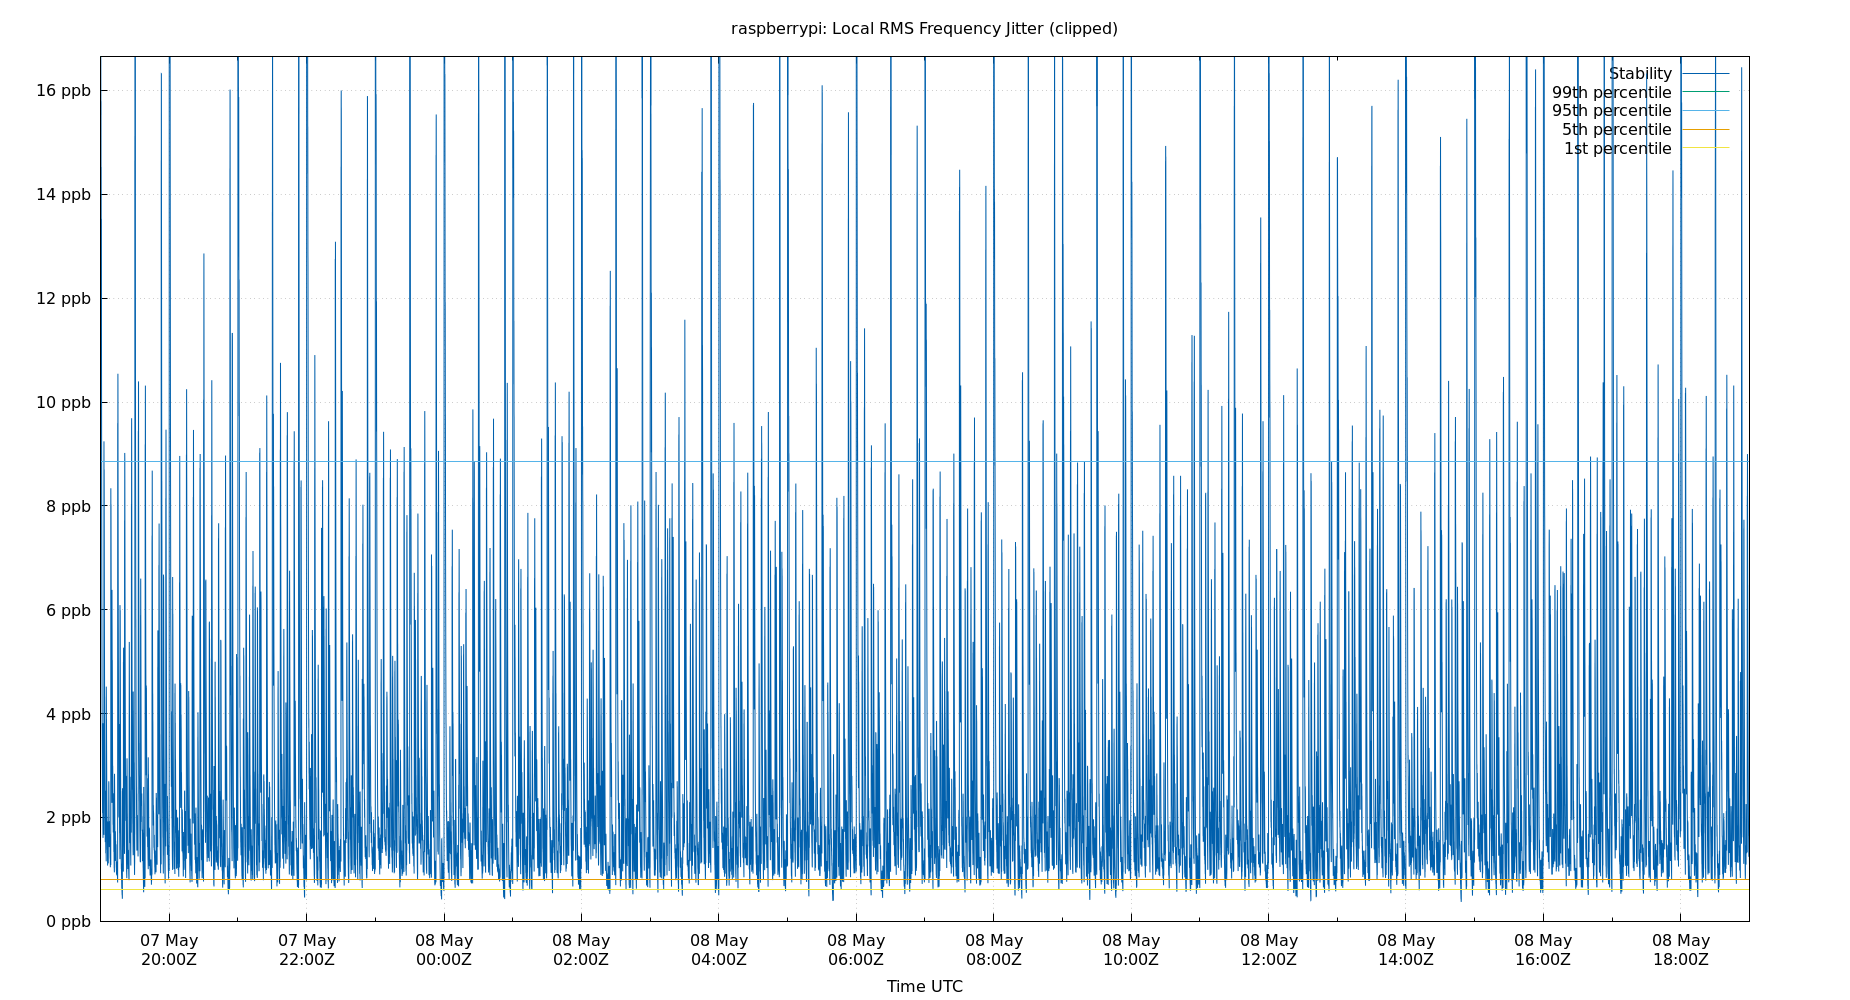 raspberrypi: Local RMS Frequency Jitter (clipped)
Stability
99th percentile
95th percentile
5th percentile
1st percentile
16 ppb
14 ppb
12 ppb
10 ppb
8 ppb
6 ppb
4 ppb
2 ppb
0 ppb
07 May 07 May 08 May 08 May 08 May 08 May 08 May 08 May 08 May 08 May 08 May 08 May
20:00Z 22:00Z 00:00Z 02:00Z 04:00Z 06:00Z 08:00Z 10:00Z 12:00Z 14:00Z 16:00Z 18:00Z
Time UTC